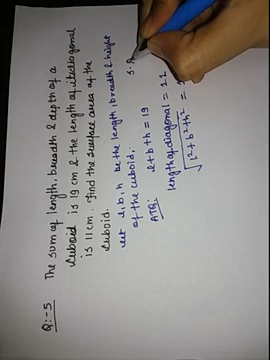 Q:-5 The sum of length, breadth & depth of a
cuboid is 19 cm & the length of its diagonal
is 11 cm. find the surface area of the
cuboid.
let l, b, h be the length, breadth & height
of the cuboid,
ATQ: l + b + h = 19
length of diagonal = 11
√l²+b²+h² =
S.